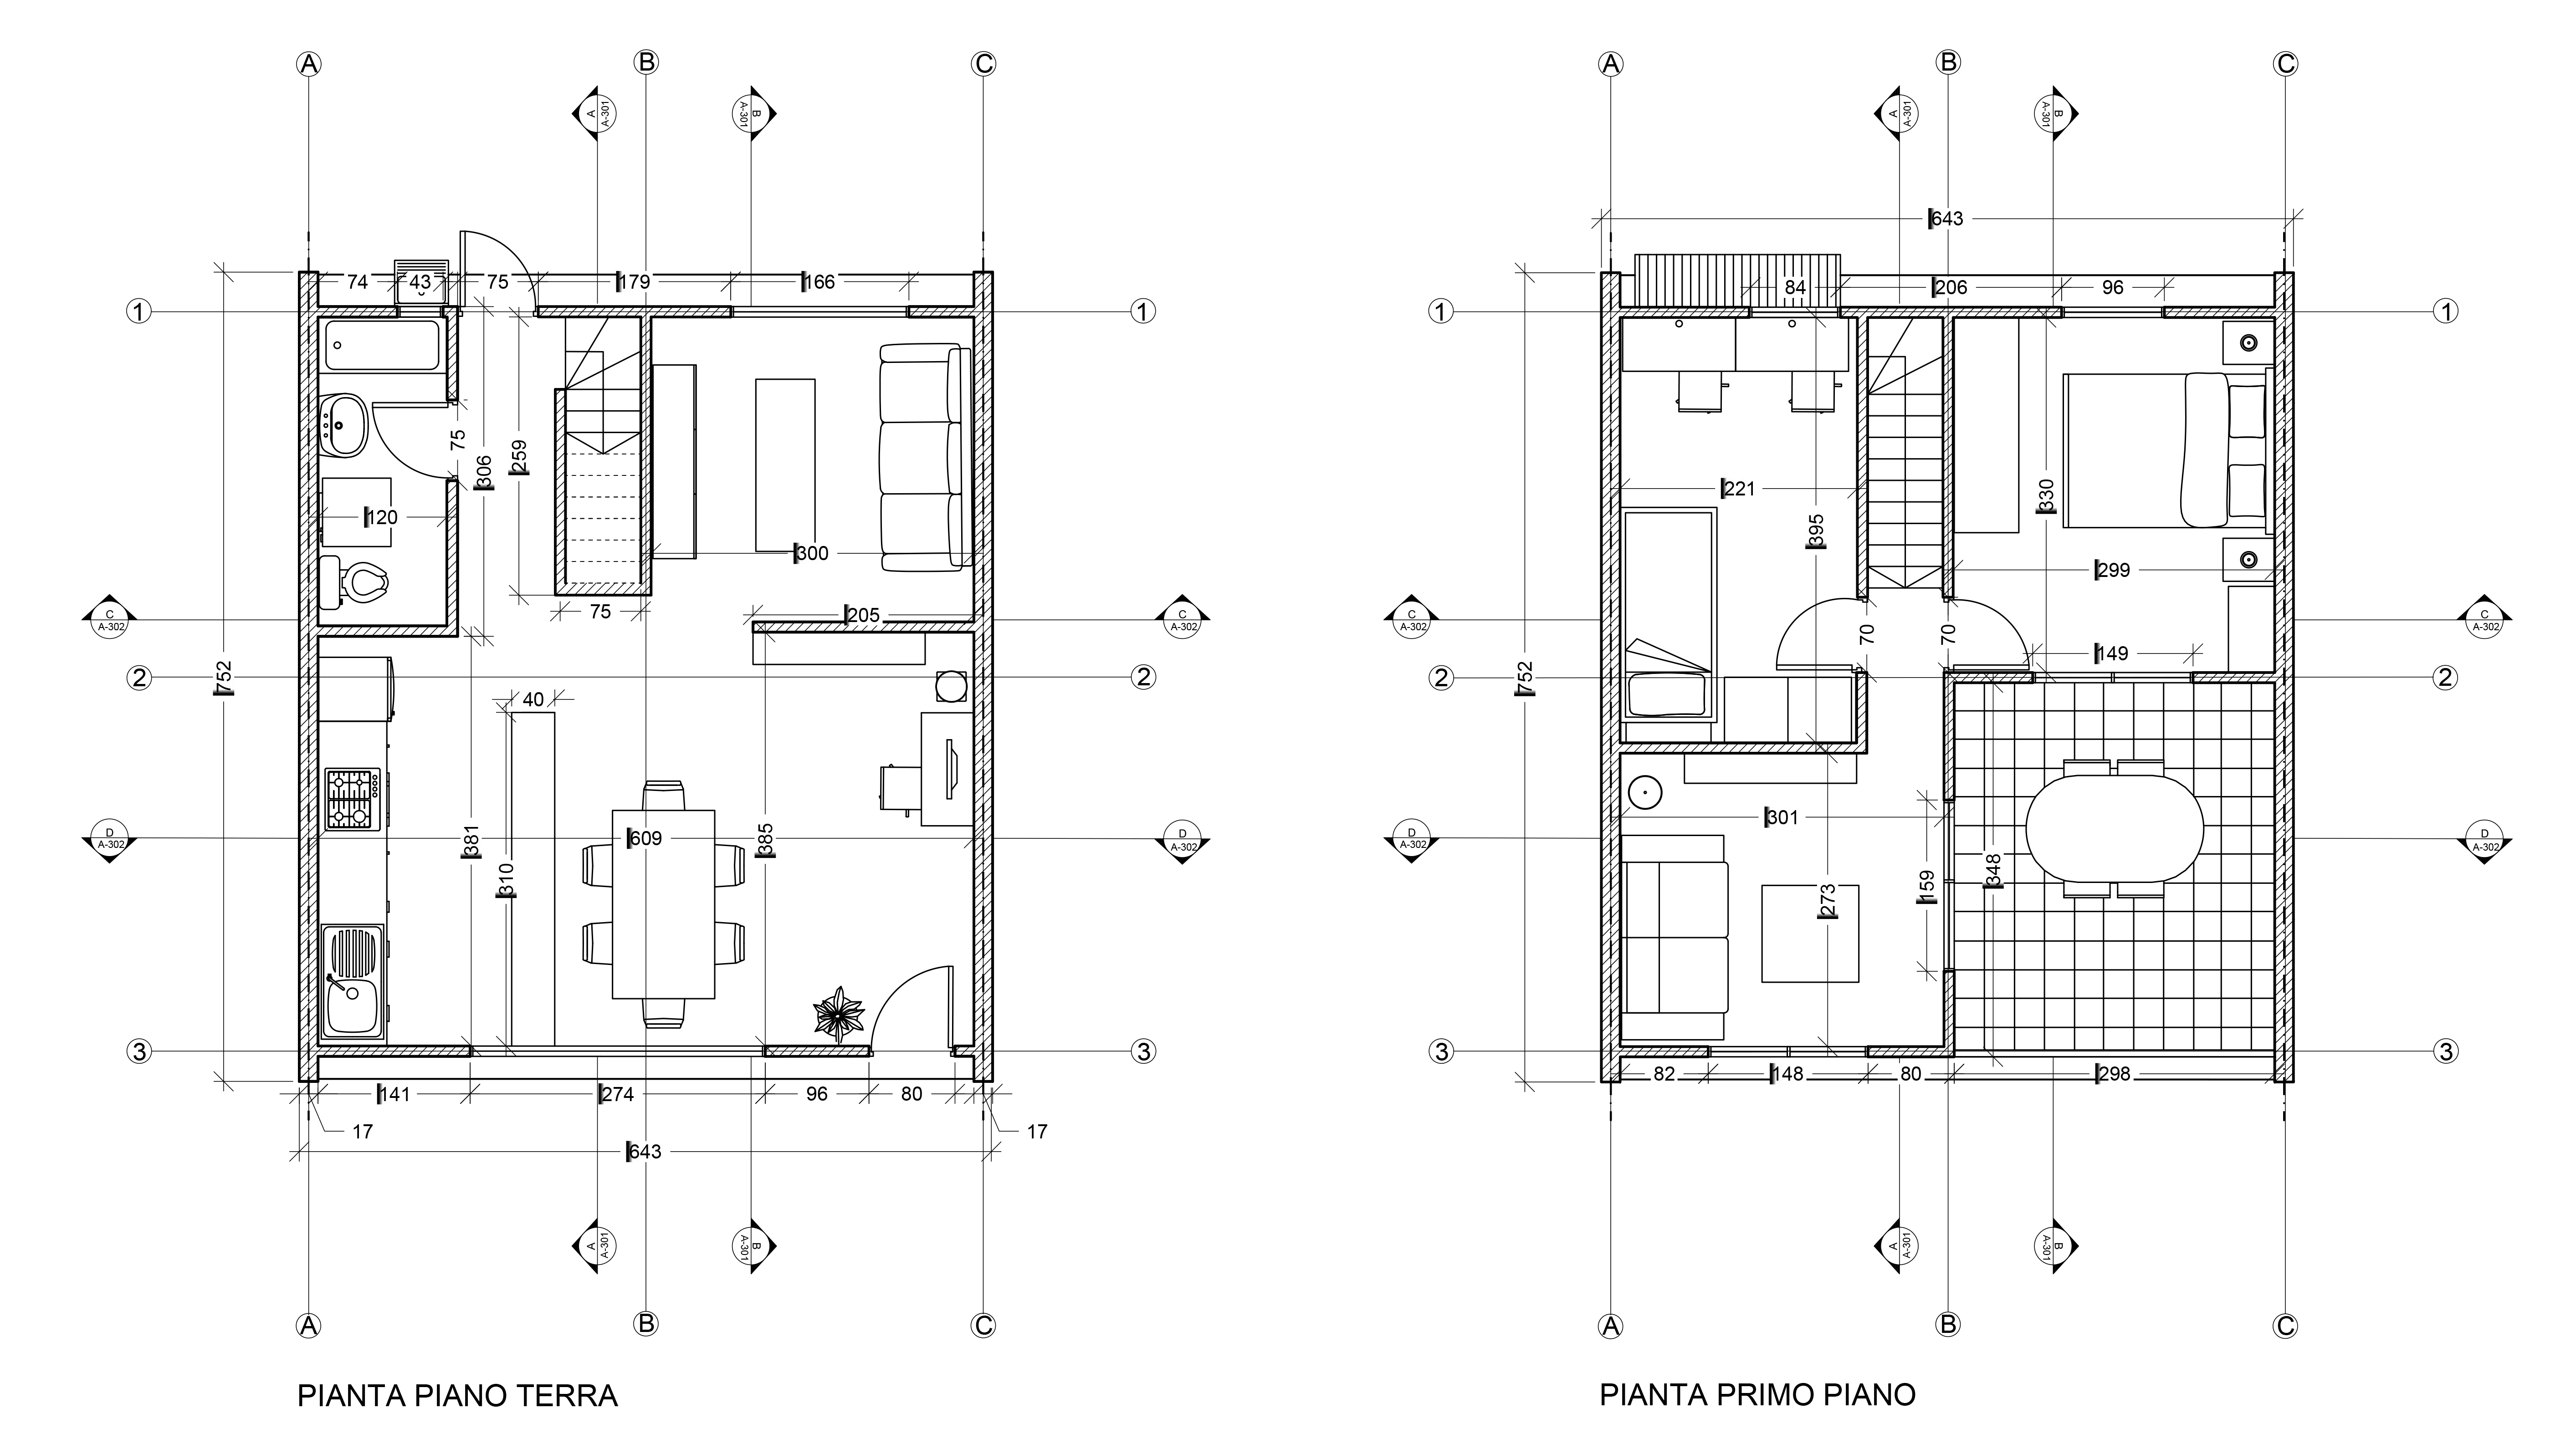 A
B
C
A
A-301
B
A-301
74
43
75
179
166
1
1
75
306
259
120
300
75
205
C
A-302
C
A-302
752
2
2
40
381
310
609
385
D
A-302
D
A-302
3
3
141
274
96
80
17
17
643
A
A-301
B
A-301
A
B
C
PIANTA PIANO TERRA
A
B
C
A
A-301
B
A-301
643
84
206
96
1
1
221
395
330
299
70
70
149
C
A-302
C
A-302
752
2
2
301
273
159
348
D
A-302
D
A-302
3
3
82
148
80
298
A
A-301
B
A-301
A
B
C
PIANTA PRIMO PIANO